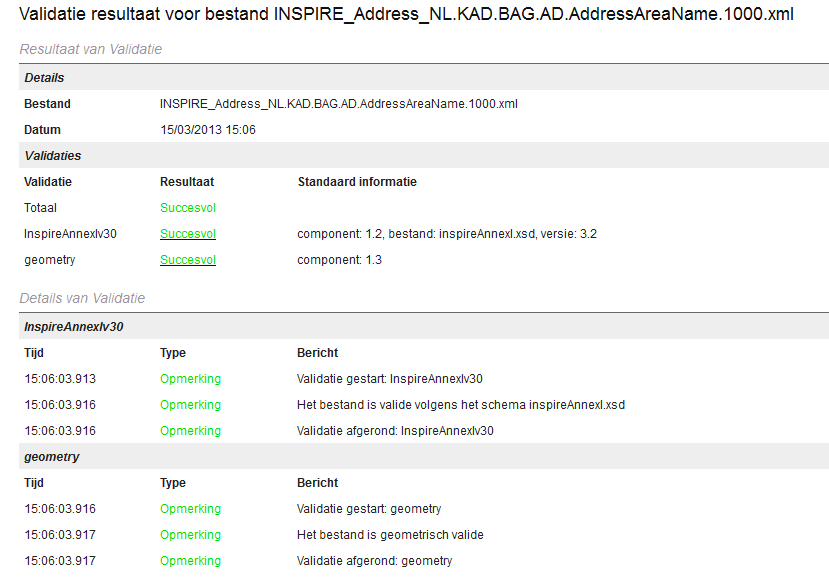 Validatie resultaat voor bestand INSPIRE_Address_NL.KAD.BAG.AD.AddressAreaName.1000.xml
Resultaat van Validatie
Details
Bestand INSPIRE_Address_NL.KAD.BAG.AD.AddressAreaName.1000.xml
Datum 15/03/2013 15:06
Validaties
Validatie Resultaat Standaard informatie
Totaal Succesvol
InspireAnnexIv30 Succesvol component: 1.2, bestand: inspireAnnexI.xsd, versie: 3.2
geometry Succesvol component: 1.3
Details van Validatie
InspireAnnexIv30
Tijd Type Bericht
15:06:03.913 Opmerking Validatie gestart: InspireAnnexIv30
15:06:03.916 Opmerking Het bestand is valide volgens het schema inspireAnnexI.xsd
15:06:03.916 Opmerking Validatie afgerond: InspireAnnexIv30
geometry
Tijd Type Bericht
15:06:03.916 Opmerking Validatie gestart: geometry
15:06:03.917 Opmerking Het bestand is geometrisch valide
15:06:03.917 Opmerking Validatie afgerond: geometry